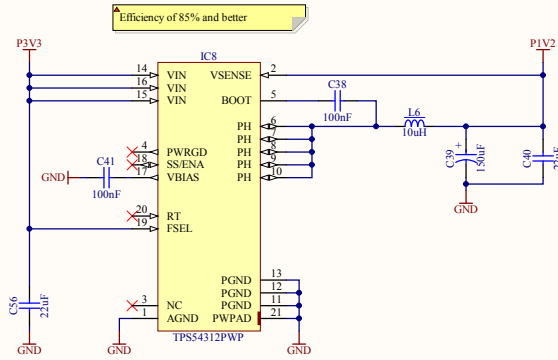 Efficiency of 85% and better
P3V3
P1V2
IC8
14 VIN
16 VIN
15 VIN
VSENSE 2
BOOT 5
C38
100nF
PH 6
PH 7
PH 8
PH 9
PH 10
L6
10uH
C39
150uF
C40
GND
4 PWRGD
18 SS/ENA
17 VBIAS
C41
100nF
GND
20 RT
19 FSEL
C56
22uF
GND
3 NC
1 AGND
GND
PGND 13
PGND 12
PGND 11
PWPAD 21
GND
TPS54312PWP